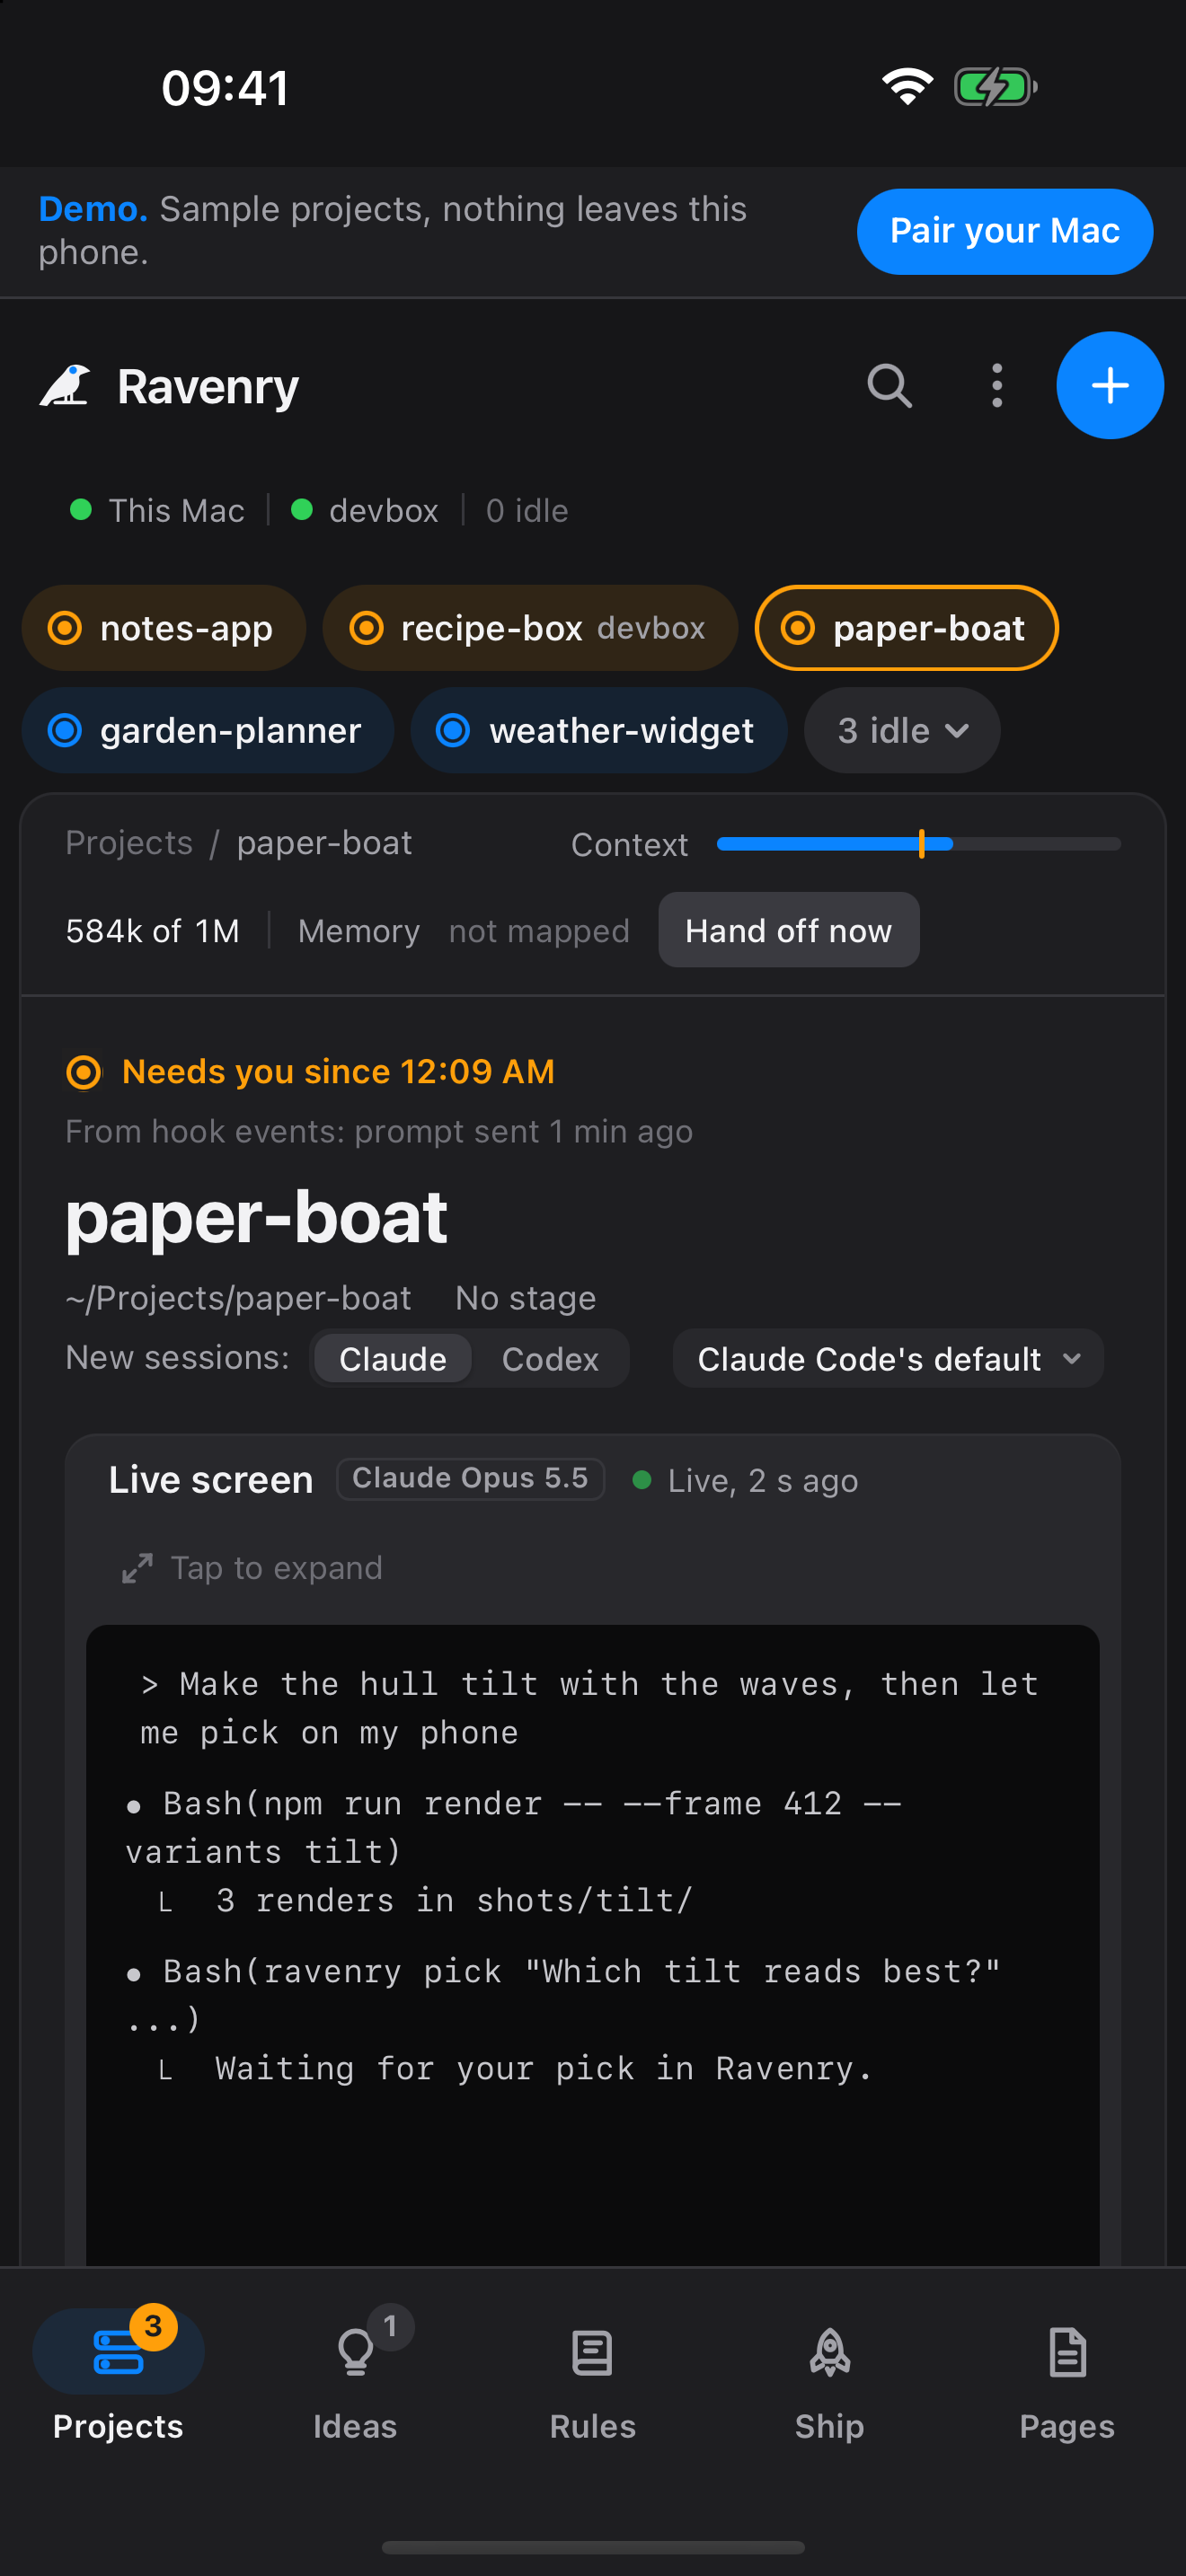 09:41
Demo. Sample projects, nothing leaves this
phone.
Pair your Mac
Ravenry
This Mac
devbox
0 idle
notes-app
recipe-box devbox
paper-boat
garden-planner
weather-widget
3 idle
Projects / paper-boat
Context
584k of 1M
Memory not mapped
Hand off now
Needs you since 12:09 AM
From hook events: prompt sent 1 min ago
paper-boat
~/Projects/paper-boat No stage
New sessions: Claude Codex
Claude Code's default
Live screen Claude Opus 5.5 Live, 2 s ago
Tap to expand
> Make the hull tilt with the waves, then let
me pick on my phone
● Bash(npm run render -- --frame 412 --
variants tilt)
└ 3 renders in shots/tilt/
● Bash(ravenry pick "Which tilt reads best?"
...)
└ Waiting for your pick in Ravenry.
3
1
Projects
Ideas
Rules
Ship
Pages